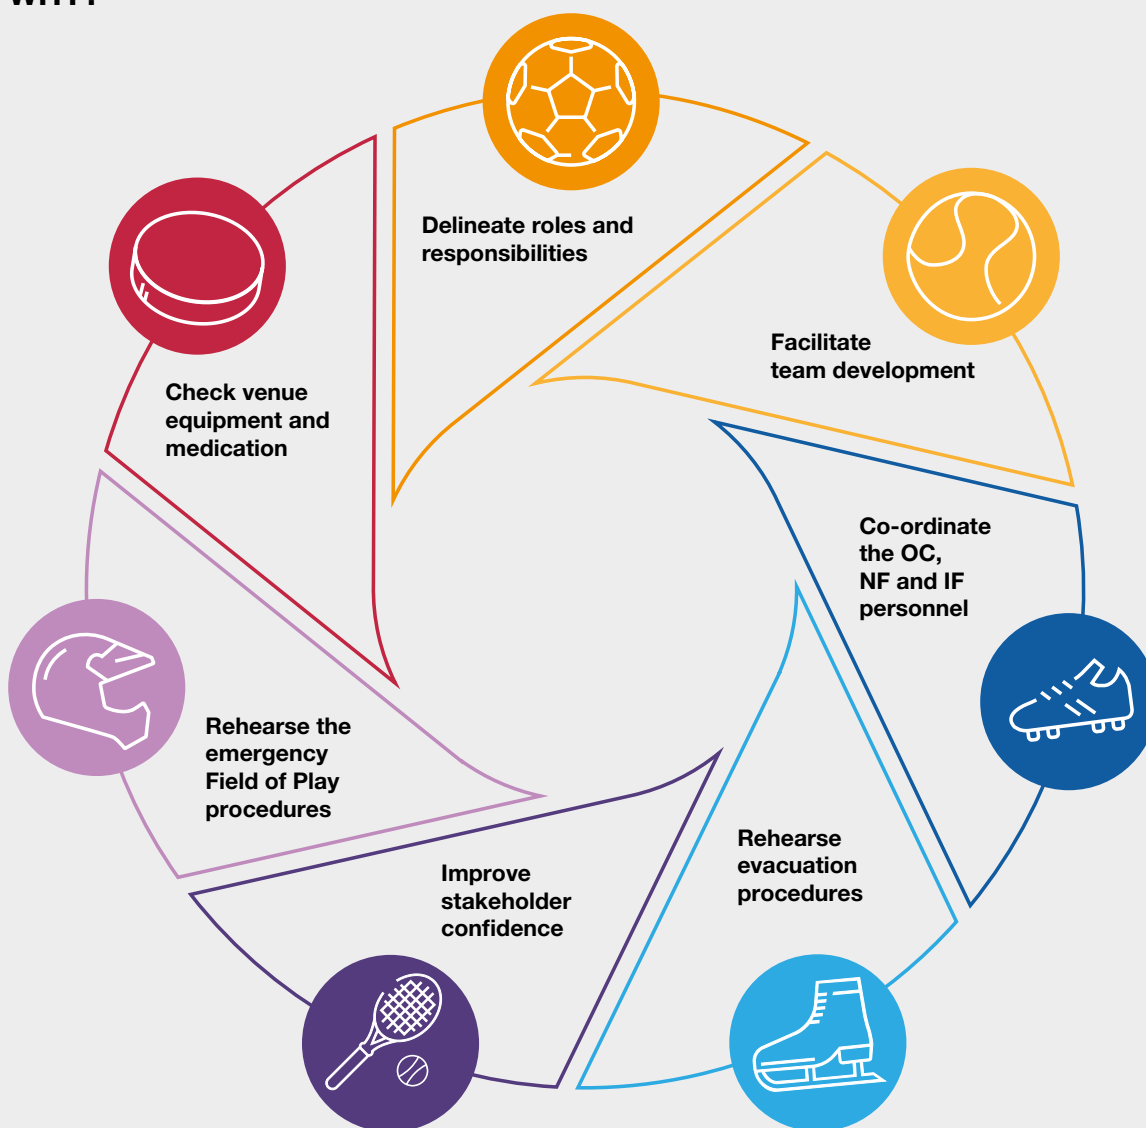 Delineate roles and
responsibilities
Facilitate
team development
Co-ordinate
the OC,
NF and IF
personnel
Rehearse
evacuation
procedures
Improve
stakeholder
confidence
Rehearse the
emergency
Field of Play
procedures
Check venue
equipment and
medication